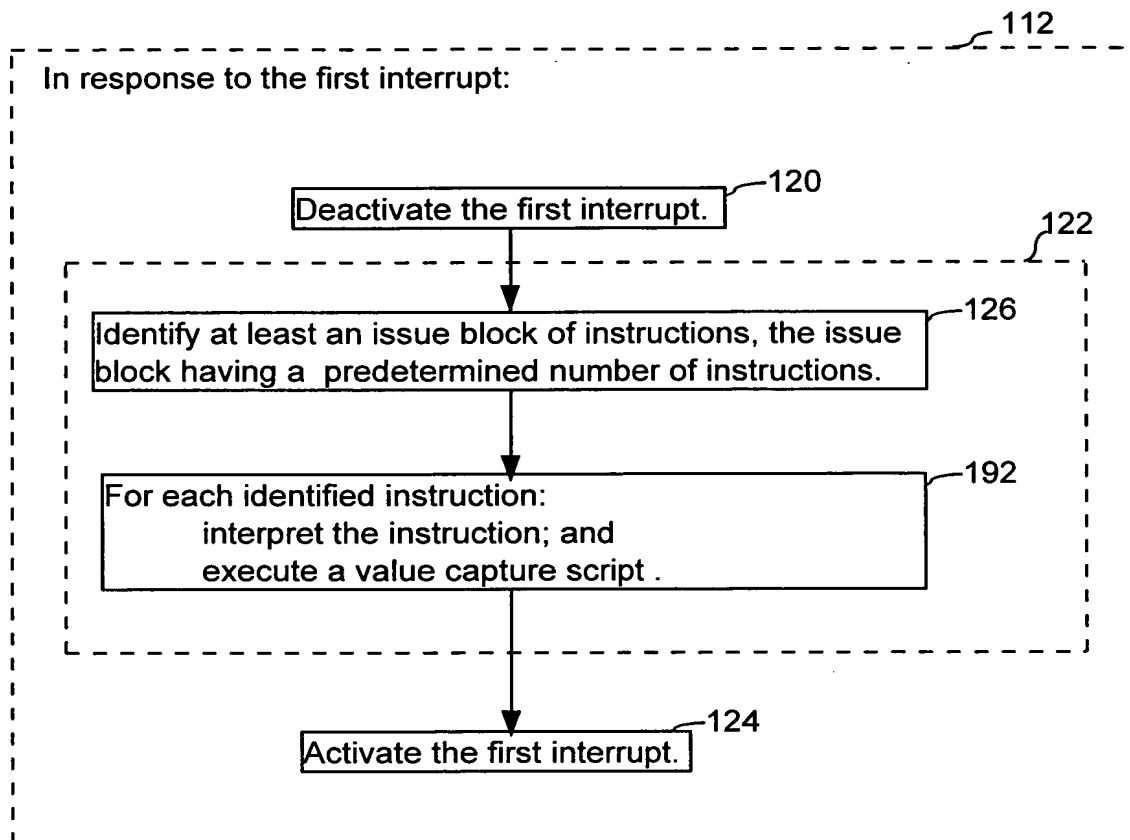 112
In response to the first interrupt:
120
Deactivate the first interrupt.
122
126
Identify at least an issue block of instructions, the issue
block having a predetermined number of instructions.
192
For each identified instruction:
interpret the instruction; and
execute a value capture script .
124
Activate the first interrupt.